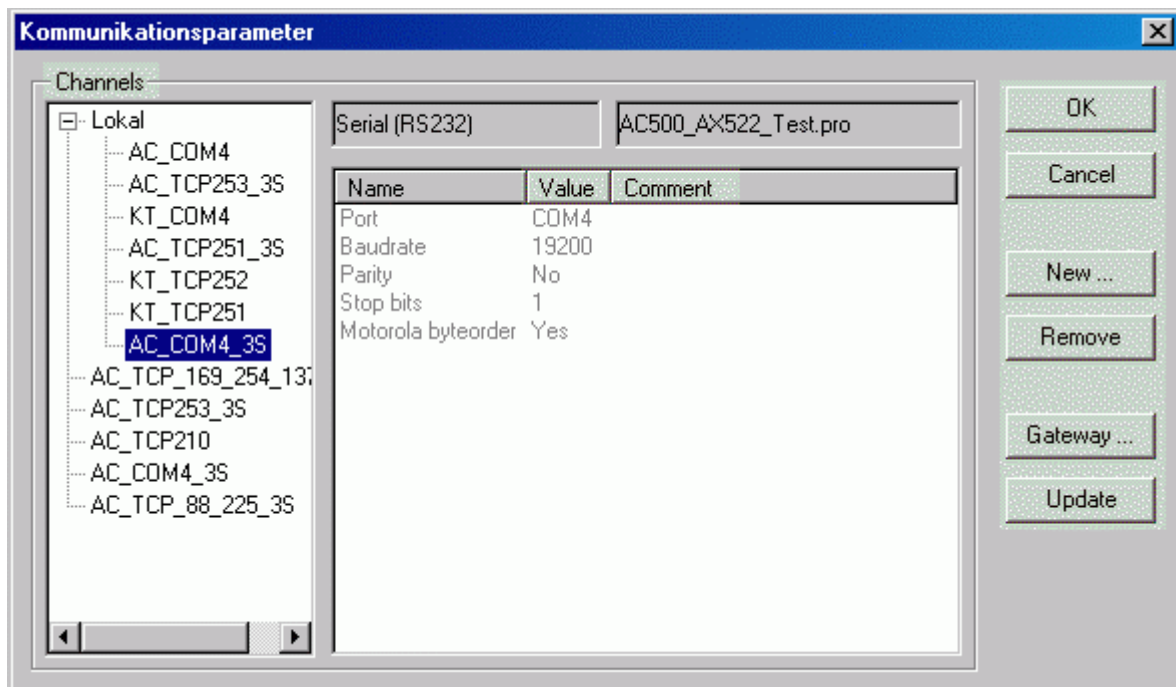 Kommunikationsparameter
Channels
Lokal
AC_COM4
AC_TCP253_3S
KT_COM4
AC_TCP251_3S
KT_TCP252
KT_TCP251
AC_COM4_3S
AC_TCP_169_254_137
AC_TCP253_3S
AC_TCP210
AC_COM4_3S
AC_TCP_88_225_3S
Serial (RS232) AC500_AX522_Test.pro
Name Value Comment
Port COM4
Baudrate 19200
Parity No
Stop bits 1
Motorola byteorder Yes
OK
Cancel
New ...
Remove
Gateway ...
Update